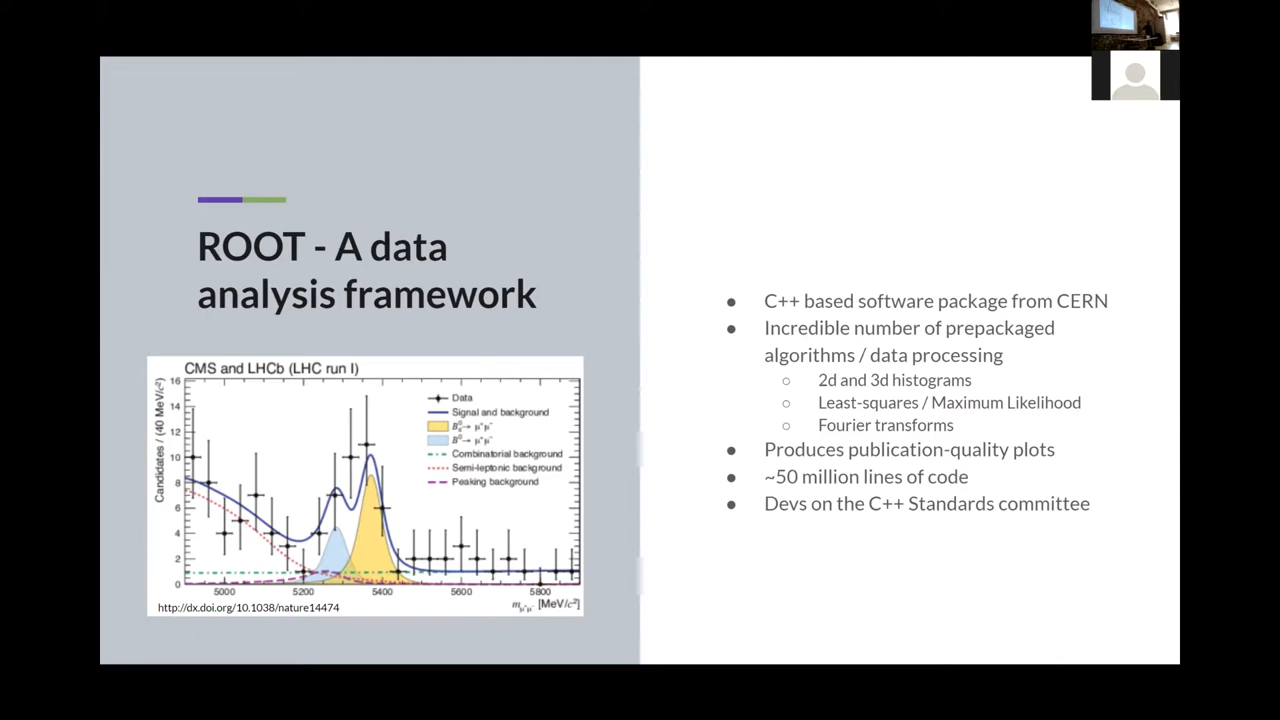 ROOT - A data
analysis framework
CMS and LHCb (LHC run I)
Candidates / (40 MeV/c²)
16
14
12
10
8
6
4
2
0
Data
Signal and background
B⁰ₛ→ μ⁺μ⁻
B⁰→ μ⁺μ⁻
Combinatorial background
Semi-leptonic background
Peaking background
5000
5200
5400
5600
5800
m_μ⁺μ⁻ [MeV/c²]
http://dx.doi.org/10.1038/nature14474
● C++ based software package from CERN
● Incredible number of prepackaged
algorithms / data processing
○ 2d and 3d histograms
○ Least-squares / Maximum Likelihood
○ Fourier transforms
● Produces publication-quality plots
● ~50 million lines of code
● Devs on the C++ Standards committee